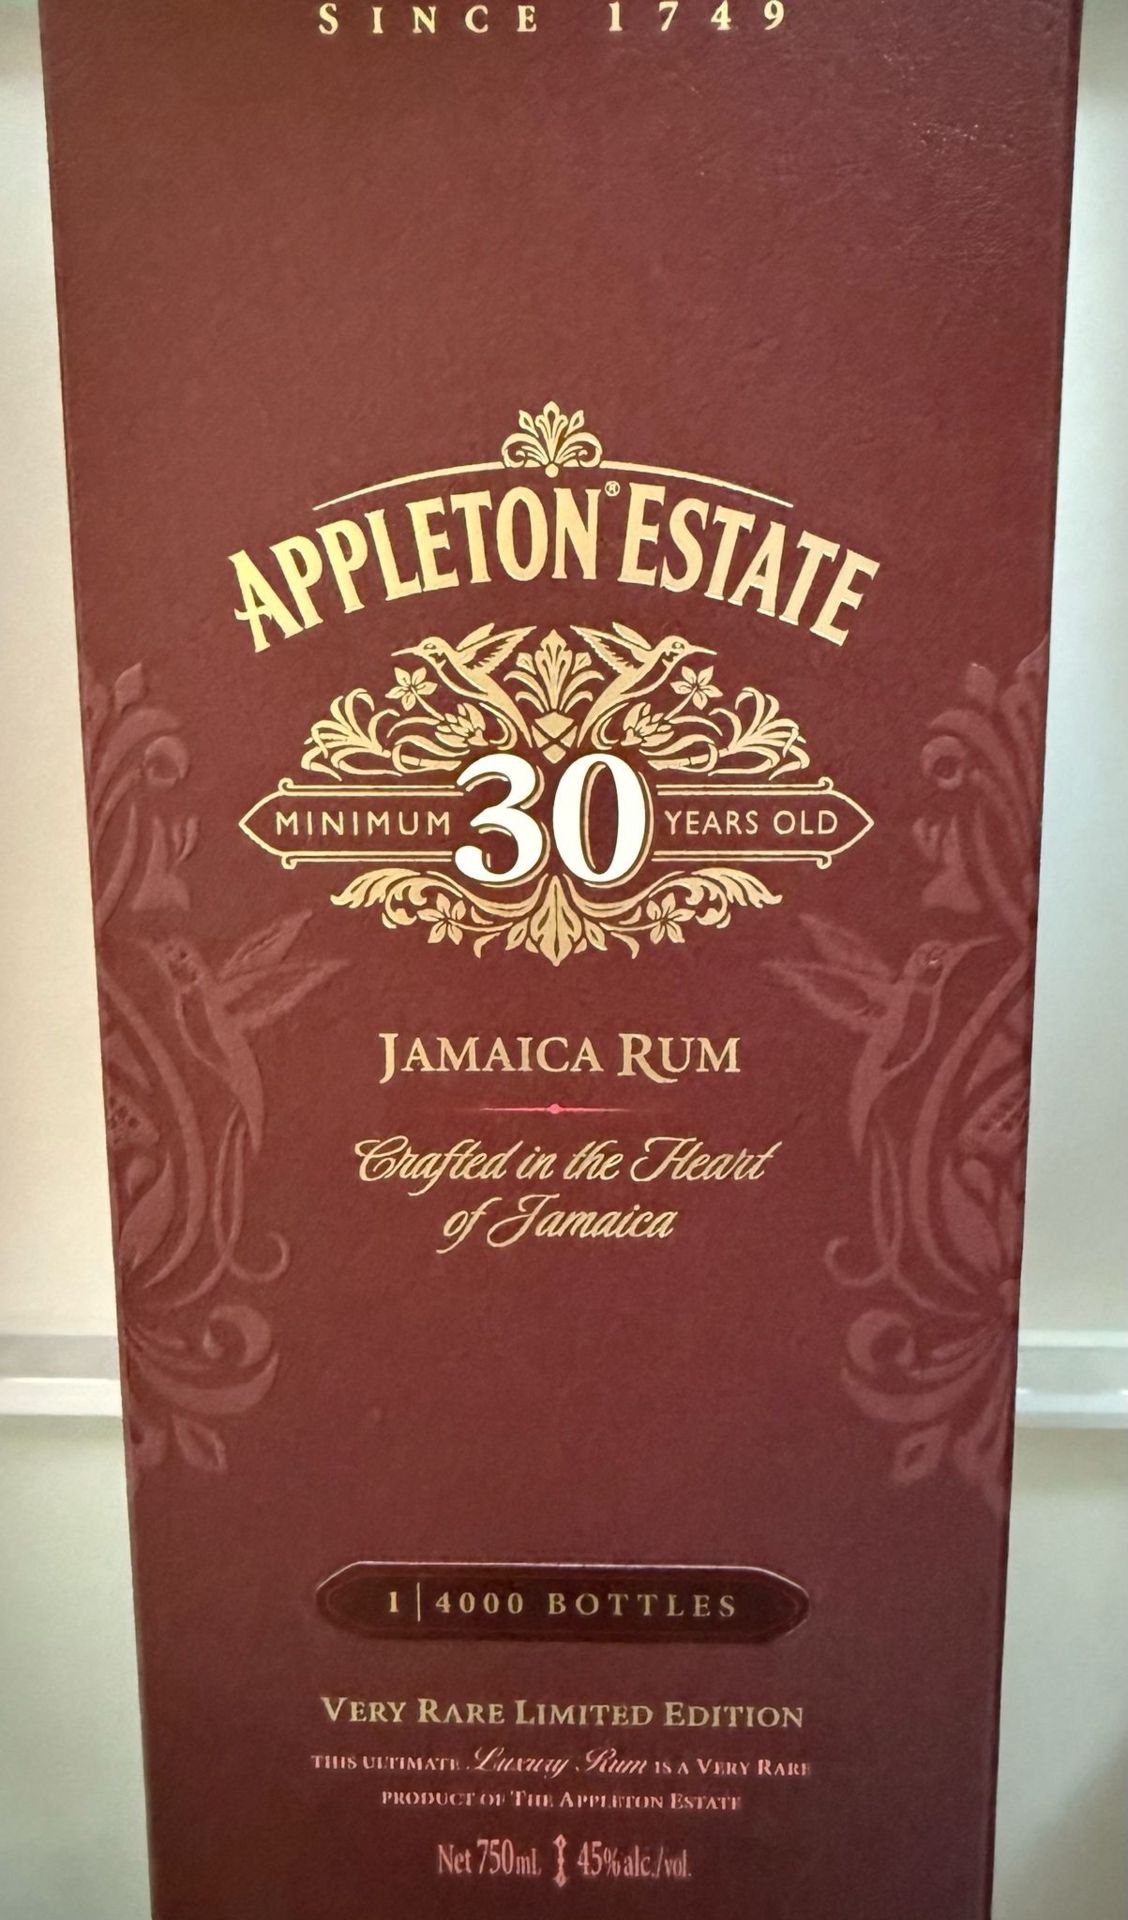 SINCE 1749
APPLETON® ESTATE
MINIMUM 30 YEARS OLD
JAMAICA RUM
Crafted in the Heart
of Jamaica
1 | 4000 BOTTLES
VERY RARE LIMITED EDITION
THIS ULTIMATE Luxury Rum IS A VERY RARE
PRODUCT OF THE APPLETON ESTATE
Net 750mL 45% alc./vol.